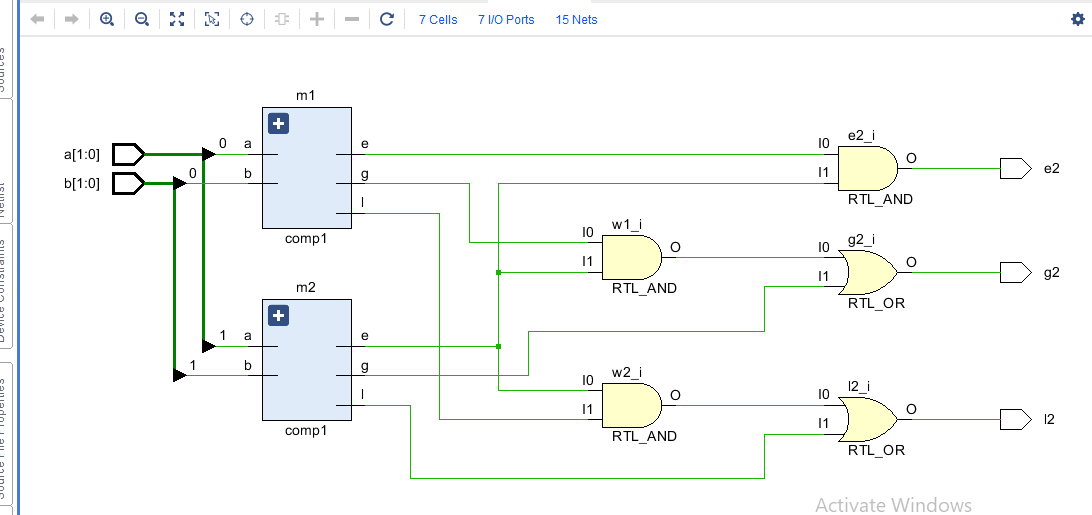 7 Cells 7 I/O Ports 15 Nets
Sources
Netlist
Device Constraints
Source File Properties
m1
a[1:0] 0 a e
b[1:0] 0 b g
l
comp1
m2
1 a e
1 b g
l
comp1
w1_i
I0
I1 O
RTL_AND
w2_i
I0
I1 O
RTL_AND
e2_i
I0
I1 O e2
RTL_AND
g2_i
I0
I1 O g2
RTL_OR
l2_i
I0
I1 O l2
RTL_OR
Activate Windows